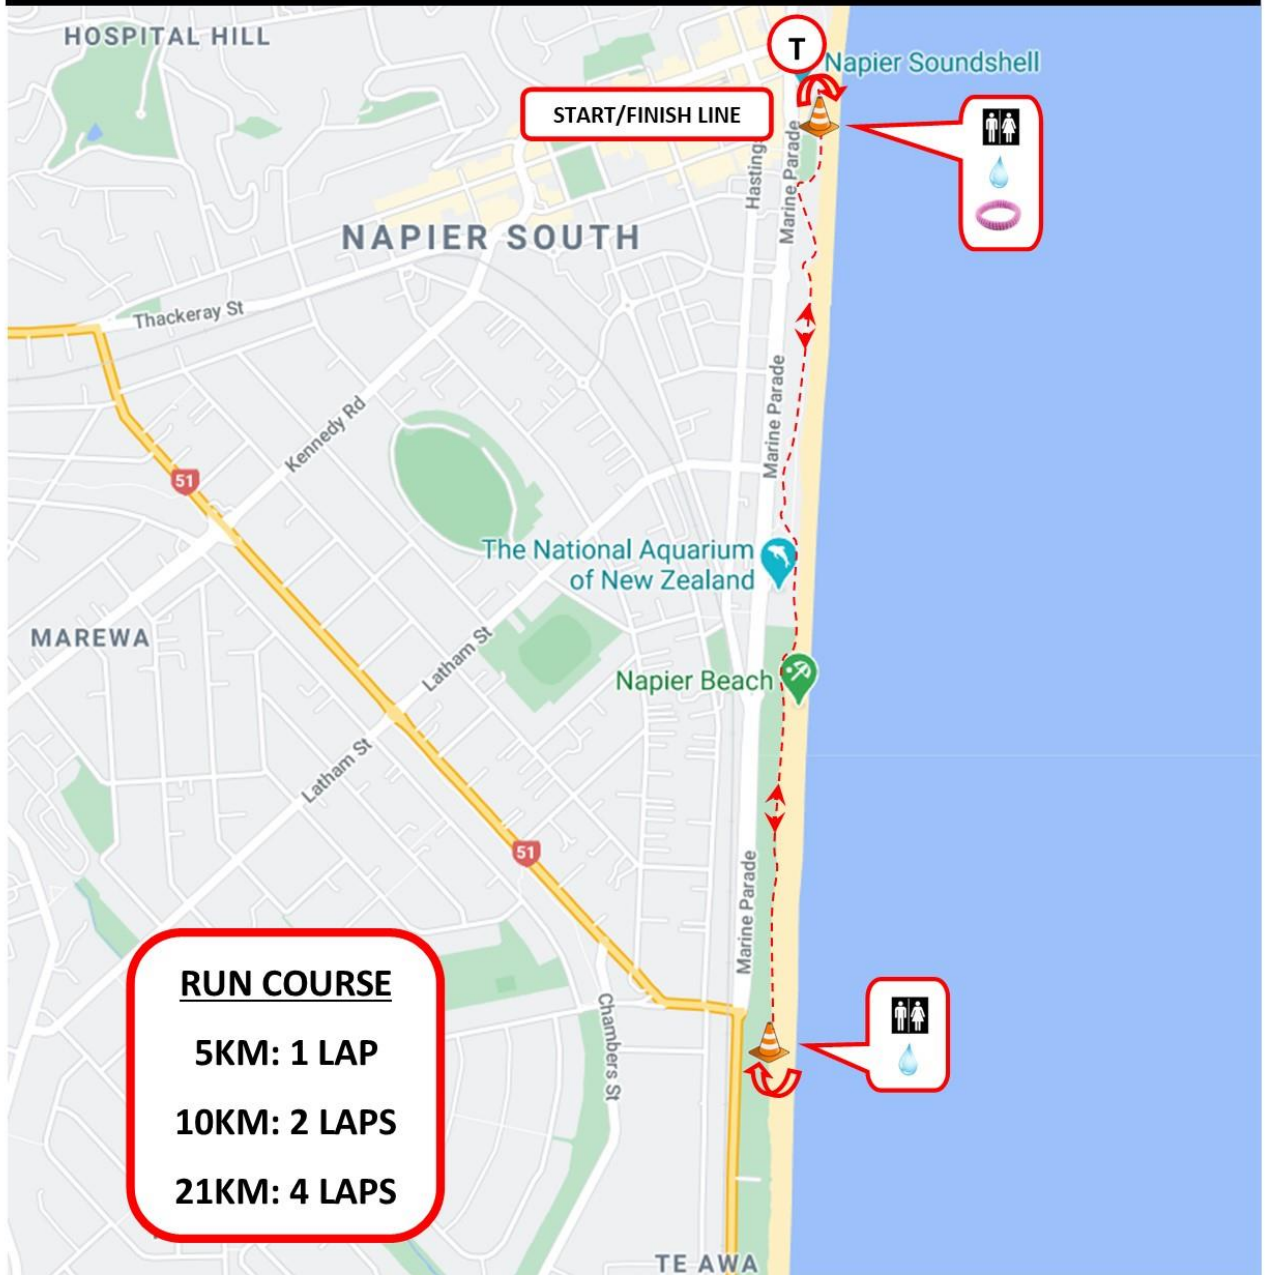 HOSPITAL HILL
T
Napier Soundshell
START/FINISH LINE
Hasting
Marine Parade
NAPIER SOUTH
Thackeray St
Marine Parade
Kennedy Rd
51
The National Aquarium
of New Zealand
MAREWA
Latham St
Napier Beach
Latham St
51
Marine Parade
RUN COURSE
5KM: 1 LAP
10KM: 2 LAPS
21KM: 4 LAPS
Chambers St
TE AWA